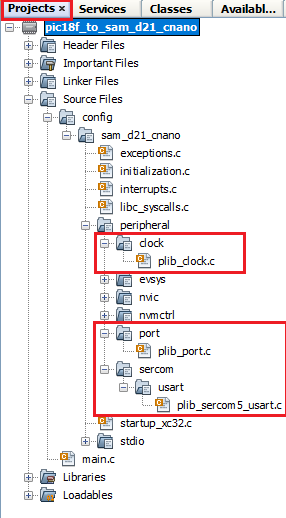 Projects × Services Classes Availabl...
pic18f_to_sam_d21_cnano
Header Files
Important Files
Linker Files
Source Files
config
sam_d21_cnano
exceptions.c
initialization.c
interrupts.c
libc_syscalls.c
peripheral
clock
plib_clock.c
evsys
nvic
nvmctrl
port
plib_port.c
sercom
usart
plib_sercom5_usart.c
startup_xc32.c
stdio
main.c
Libraries
Loadables